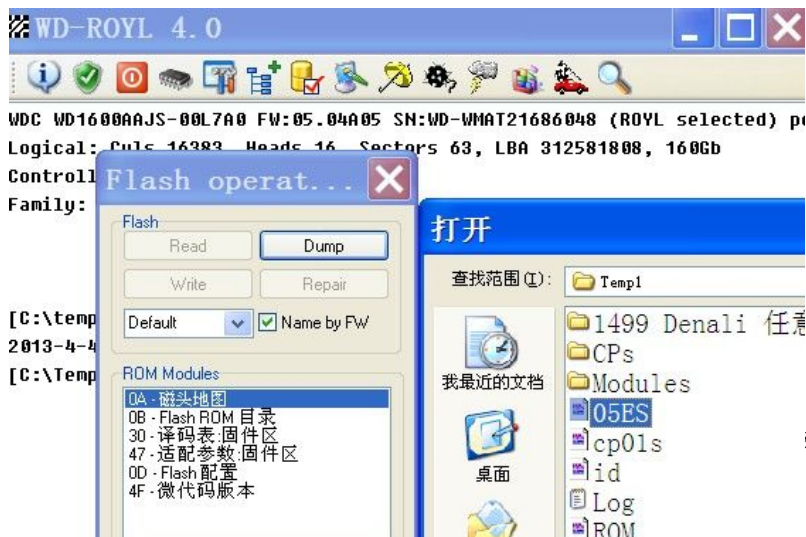 WD-ROYL 4.0
WDC WD1600AAJS-00L7A0 FW:05.04A05 SN:WD-WMAT21686048 (ROYL selected) po
Logical: Cyls 16383, Heads 16, Sectors 63, LBA 312581808, 160Gb
Controll
Family:
[C:\temp
2013-4-4
[C:\Temp
Flash operat...
Flash
Read
Dump
Write
Repair
Default
Name by FW
ROM Modules
0A - 磁头地图
0B - Flash ROM 目录
30 - 译码表:固件区
47 - 适配参数:固件区
0D - Flash 配置
4F - 微代码版本
打开
查找范围(I):
Temp1
我最近的文档
桌面
1499 Denali 任意
CPs
Modules
05ES
cp01s
id
Log
ROM